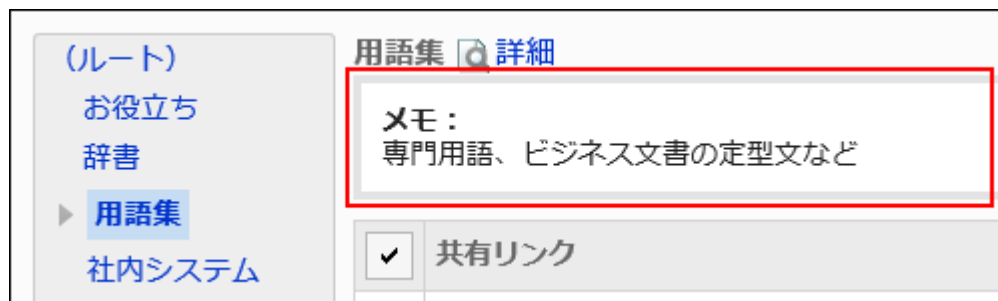 (ルート)
お役立ち
辞書
用語集
社内システム
用語集 詳細
メモ：
専門用語、ビジネス文書の定型文など
共有リンク